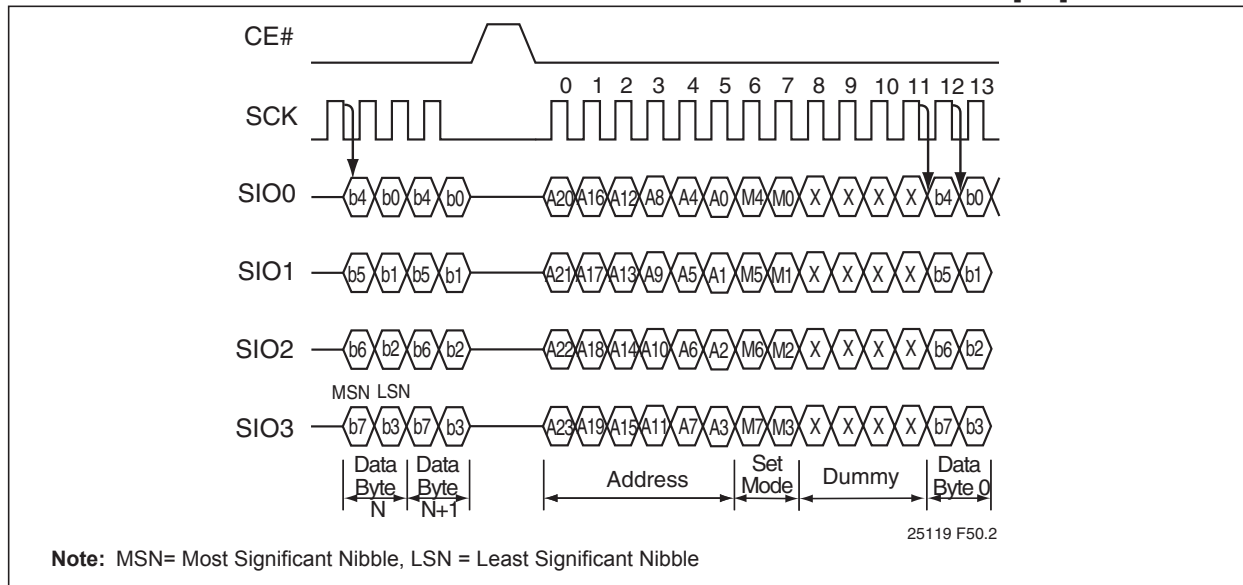 CE#
0 1 2 3 4 5 6 7 8 9 10 11 12 13
SCK
SIO0 b4 b0 b4 b0 A20 A16 A12 A8 A4 A0 M4 M0 X X X X b4 b0
SIO1 b5 b1 b5 b1 A21 A17 A13 A9 A5 A1 M5 M1 X X X X b5 b1
SIO2 b6 b2 b6 b2 A22 A18 A14 A10 A6 A2 M6 M2 X X X X b6 b2
MSN LSN
SIO3 b7 b3 b7 b3 A23 A19 A15 A11 A7 A3 M7 M3 X X X X b7 b3
Data Byte N
Data Byte N+1
Address
Set Mode
Dummy
Data Byte 0
25119 F50.2
Note: MSN= Most Significant Nibble, LSN = Least Significant Nibble